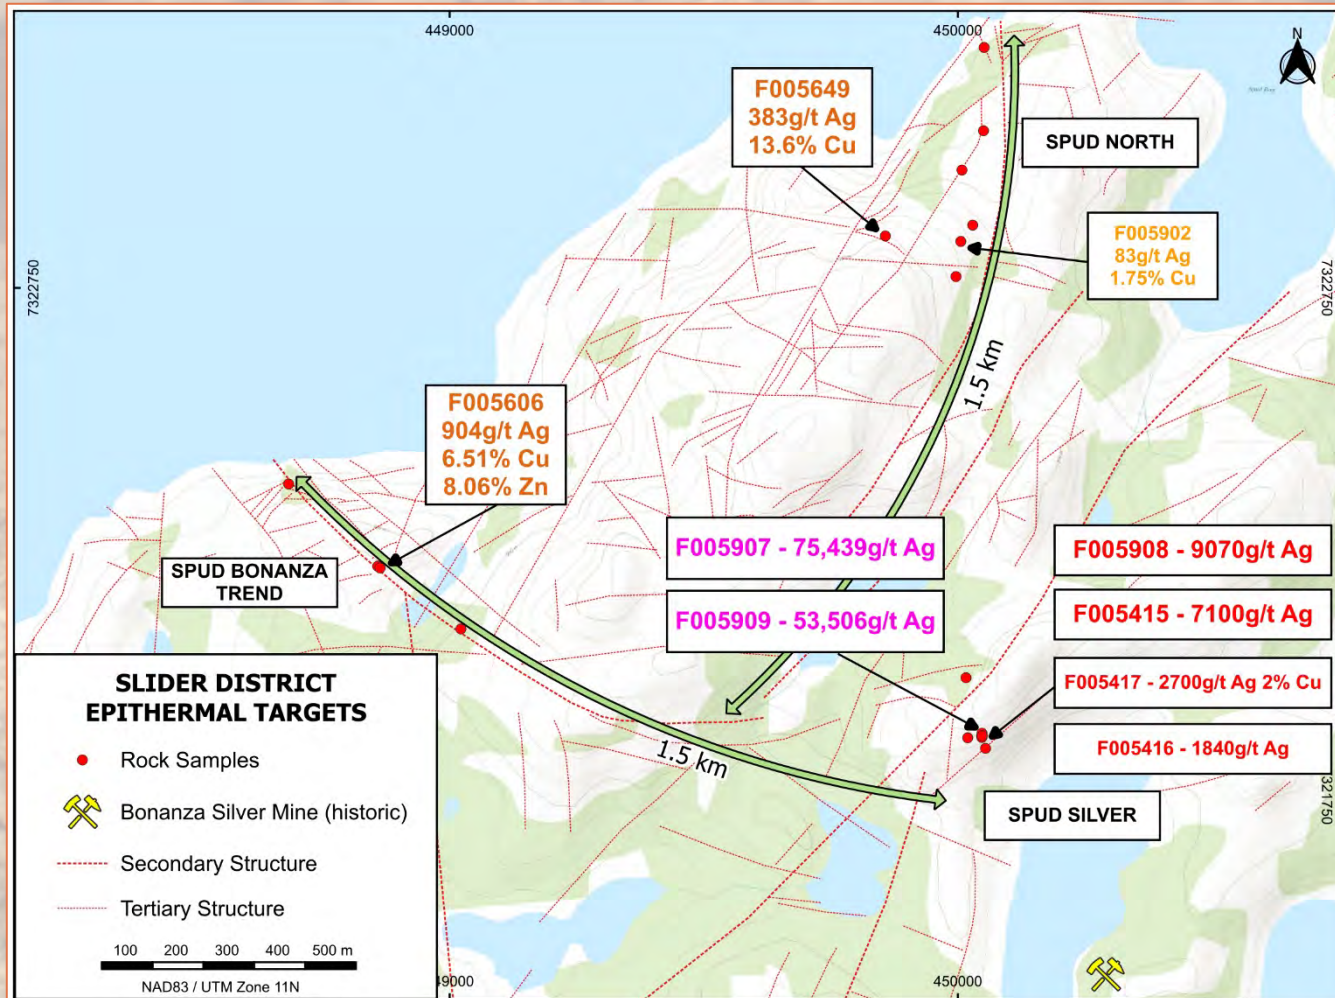 449000
450000
N
F005649
383g/t Ag
13.6% Cu
SPUD NORTH
F005902
83g/t Ag
1.75% Cu
7322750
7322750
1.5 km
F005606
904g/t Ag
6.51% Cu
8.06% Zn
F005907 - 75,439g/t Ag
F005908 - 9070g/t Ag
SPUD BONANZA
TREND
F005909 - 53,506g/t Ag
F005415 - 7100g/t Ag
F005417 - 2700g/t Ag 2% Cu
F005416 - 1840g/t Ag
1.5 km
321750
SPUD SILVER
SLIDER DISTRICT
EPITHERMAL TARGETS
Rock Samples
Bonanza Silver Mine (historic)
Secondary Structure
Tertiary Structure
100 200 300 400 500 m
NAD83 / UTM Zone 11N
49000
450000